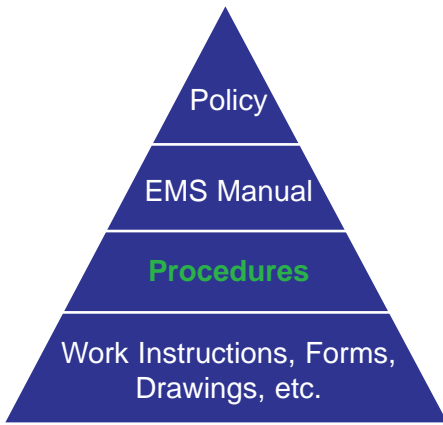 Policy
EMS Manual
Procedures
Work Instructions, Forms,
Drawings, etc.